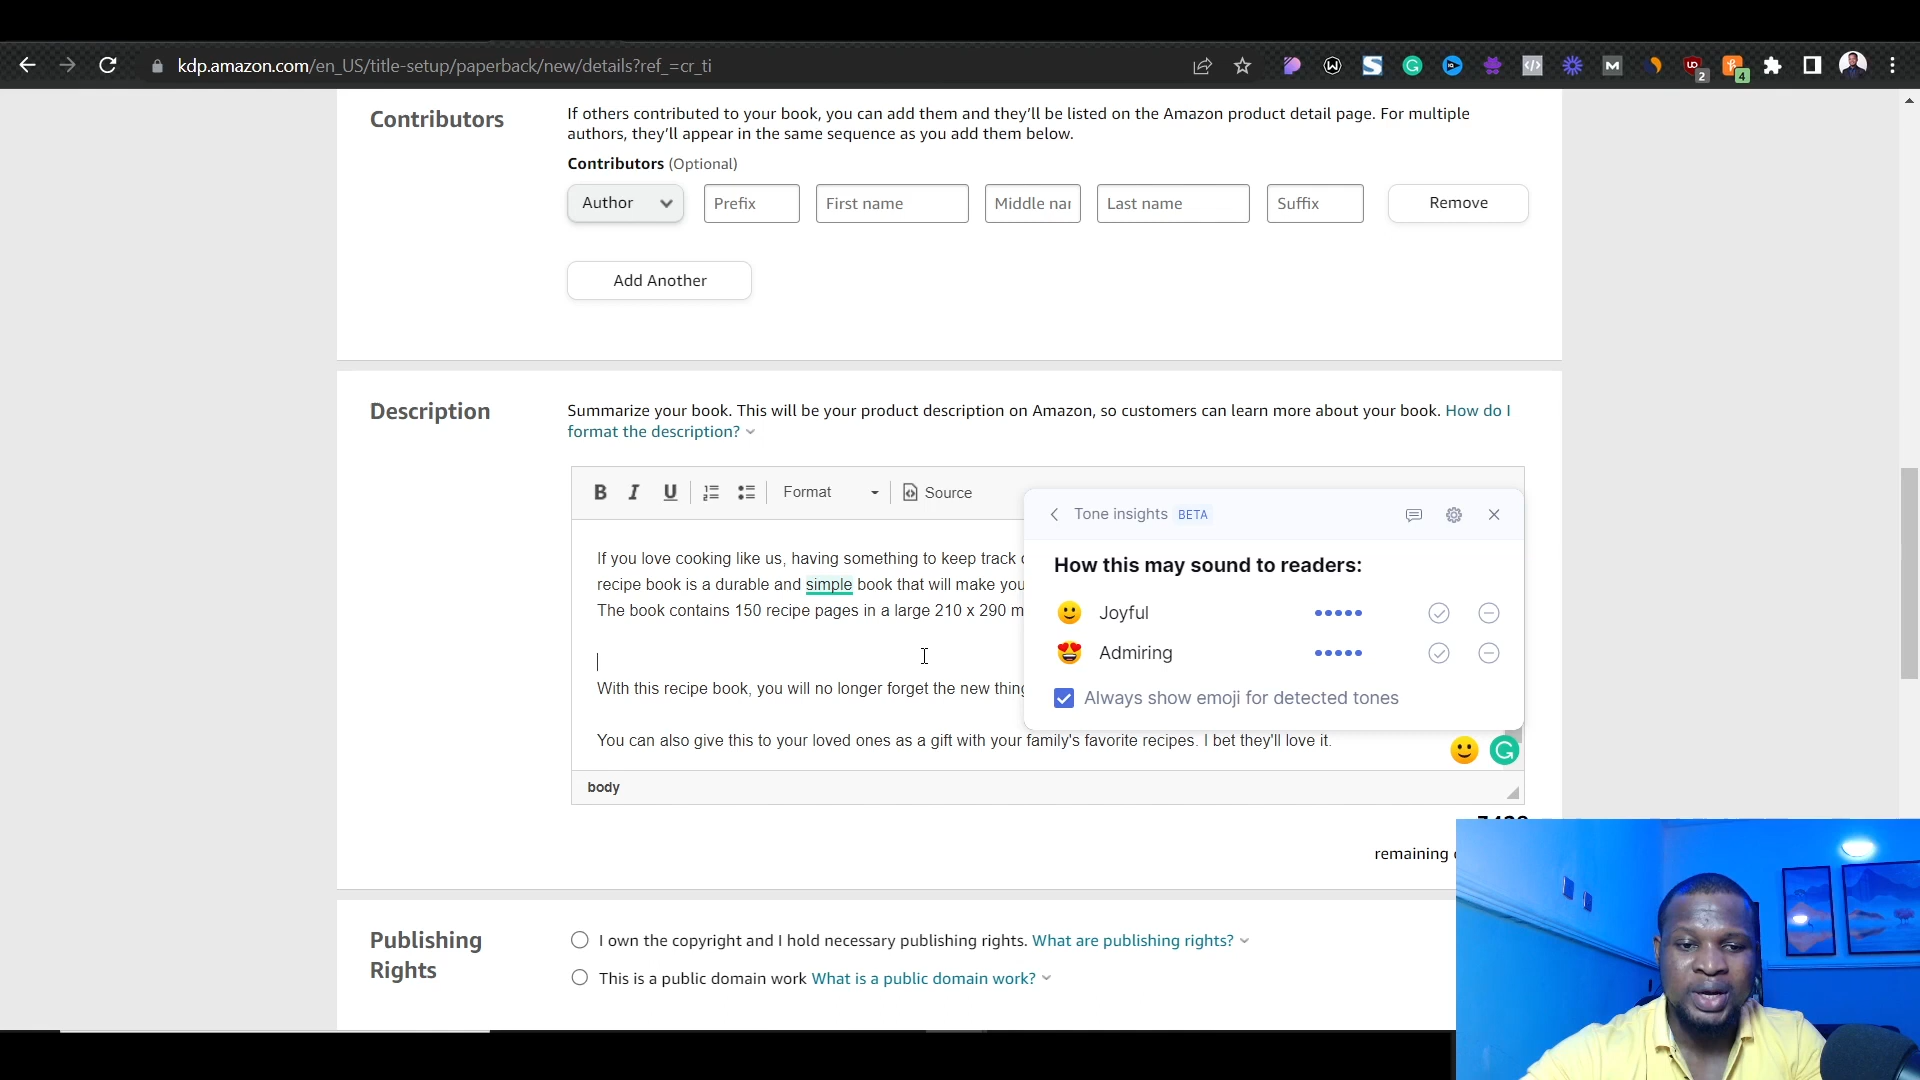 kdp.amazon.com/en_US/title-setup/paperback/new/details?ref_=cr_ti
2
4
Contributors
If others contributed to your book, you can add them and they'll be listed on the Amazon product detail page. For multiple
authors, they'll appear in the same sequence as you add them below.
Contributors (Optional)
Author Prefix First name Middle nar Last name Suffix Remove
Add Another
Description
Summarize your book. This will be your product description on Amazon, so customers can learn more about your book. How do I
format the description?
B I U Format Source
Tone insights BETA
How this may sound to readers:
Joyful
Admiring
Always show emoji for detected tones
If you love cooking like us, having something to keep track
recipe book is a durable and simple book that will make you
The book contains 150 recipe pages in a large 210 x 290 m
With this recipe book, you will no longer forget the new thing
You can also give this to your loved ones as a gift with your family's favorite recipes. I bet they'll love it.
body
remaining
Publishing
Rights
I own the copyright and I hold necessary publishing rights. What are publishing rights?
This is a public domain work What is a public domain work?